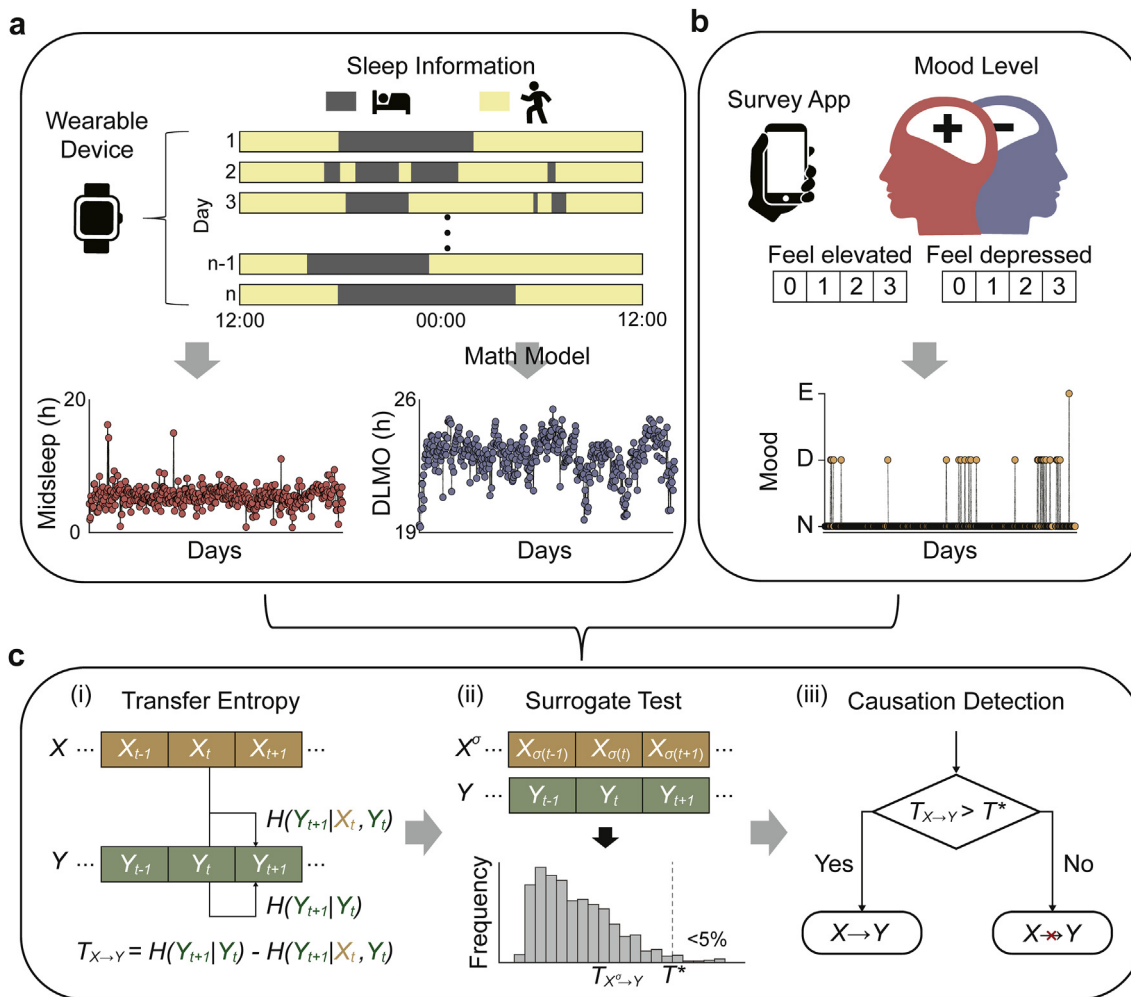 a
Sleep Information
Wearable
Device
Day
1
2
3
n-1
n
12:00 00:00 12:00
Math Model
Midsleep (h)
20
0
Days
DLMO (h)
26
19
Days
b
Mood Level
Survey App
+ −
Feel elevated Feel depressed
0 1 2 3 0 1 2 3
Mood
E
D
N
Days
c
(i) Transfer Entropy
X ··· X_{t-1} X_t X_{t+1} ···
H(Y_{t+1}|X_t, Y_t)
Y ··· Y_{t-1} Y_t Y_{t+1} ···
H(Y_{t+1}|Y_t)
T_{X→Y} = H(Y_{t+1}|Y_t) - H(Y_{t+1}|X_t, Y_t)
(ii) Surrogate Test
X^σ ··· X_{σ(t-1)} X_{σ(t)} X_{σ(t+1)} ···
Y ··· Y_{t-1} Y_t Y_{t+1} ···
Frequency
<5%
T_{X^σ→Y} T*
(iii) Causation Detection
T_{X→Y} > T*
Yes No
X→Y X→Y